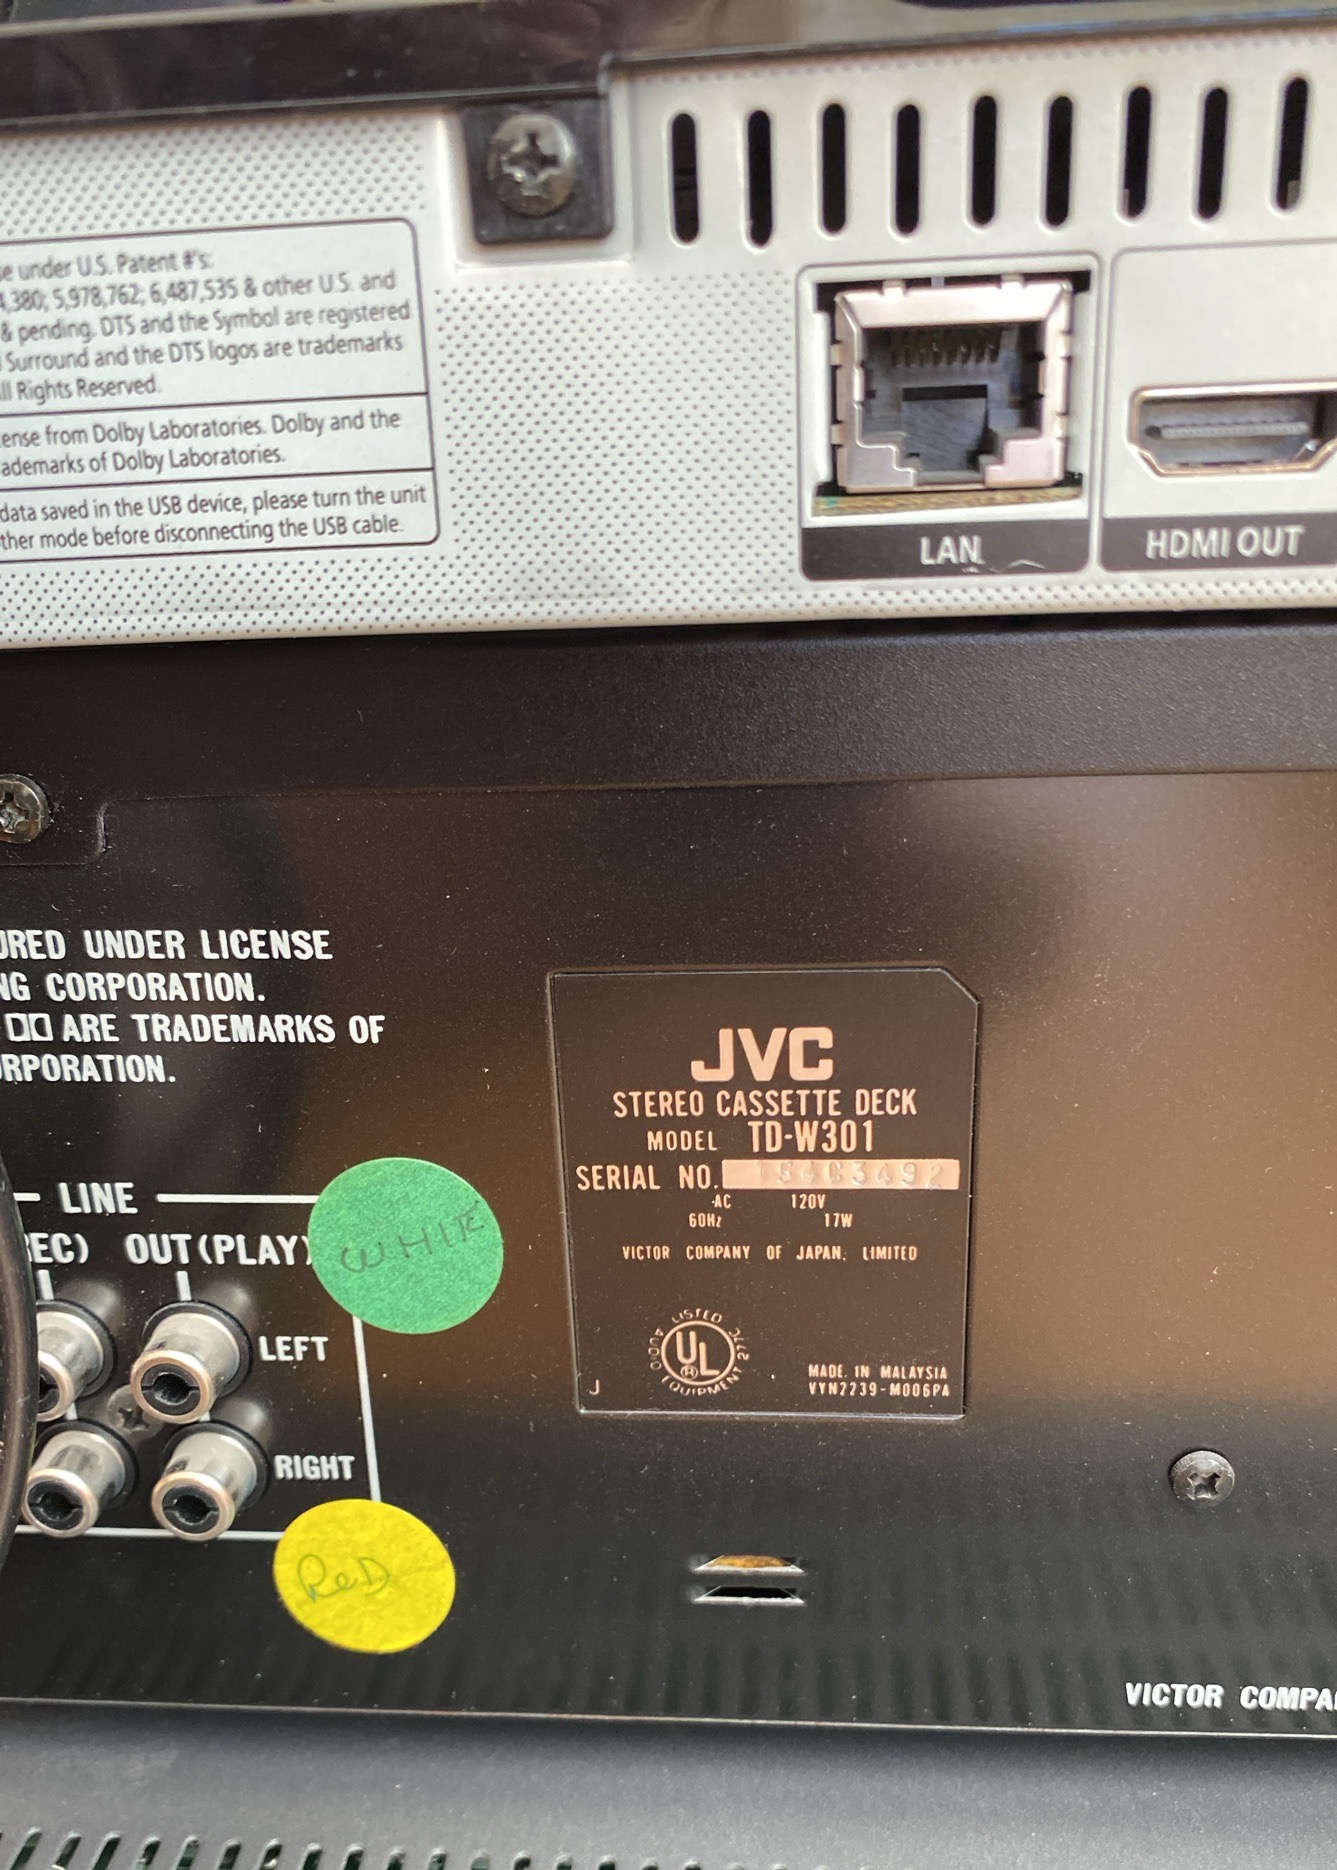 e under U.S. Patent #'s:
4,380; 5,978,762; 6,487,535 & other U.S. and
& pending. DTS and the Symbol are registered
Surround and the DTS logos are trademarks
ll Rights Reserved.
ense from Dolby Laboratories. Dolby and the
ademarks of Dolby Laboratories.
data saved in the USB device, please turn the unit
ther mode before disconnecting the USB cable.
LAN
HDMI OUT
URED UNDER LICENSE
NG CORPORATION.
ARE TRADEMARKS OF
RPORATION.
LINE
EC) OUT (PLAY)
WHITE
LEFT
RIGHT
ReD
JVC
STEREO CASSETTE DECK
MODEL TD-W301
SERIAL NO.
AC 120V
60Hz 17W
VICTOR COMPANY OF JAPAN, LIMITED
LISTED
UL
AUDIO EQUIPMENT 277C
J
MADE IN MALAYSIA
VYN2239-M006PA
VICTOR COMPA